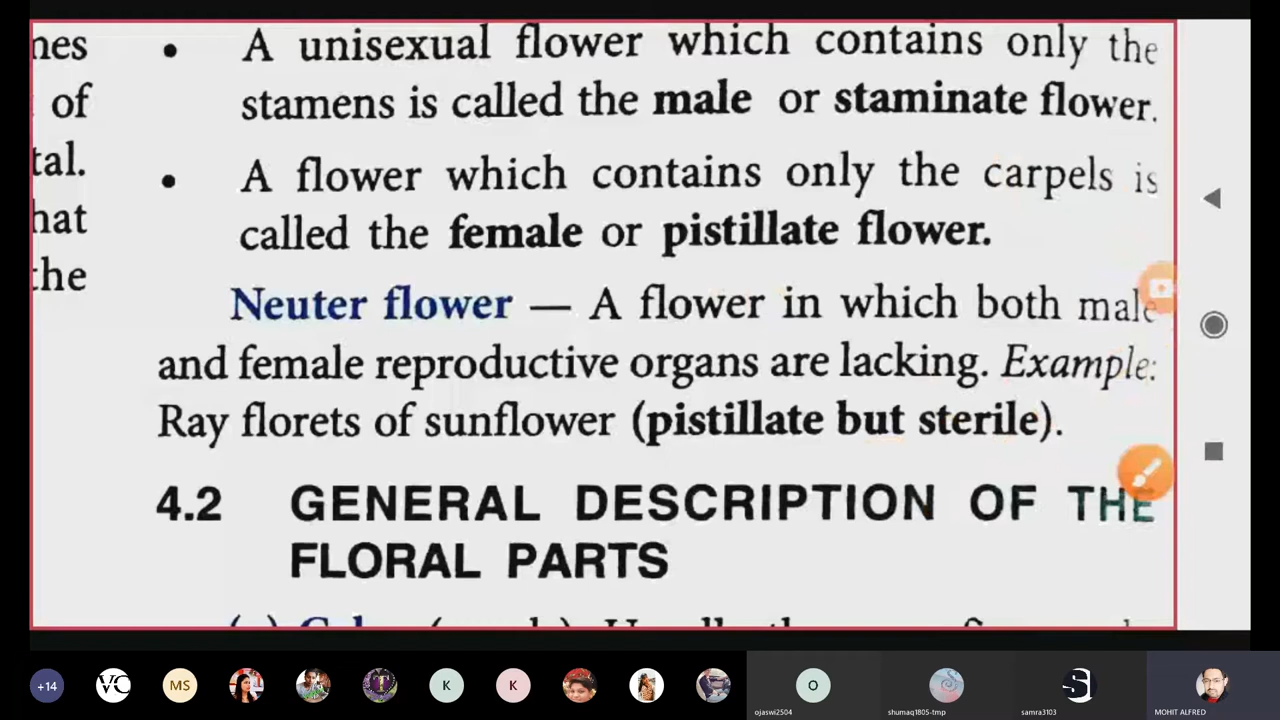 nes
of
tal.
hat
the
• A unisexual flower which contains only the
stamens is called the male or staminate flower.
• A flower which contains only the carpels is
called the female or pistillate flower.
Neuter flower — A flower in which both male
and female reproductive organs are lacking. Example:
Ray florets of sunflower (pistillate but sterile).
4.2 GENERAL DESCRIPTION OF THE
FLORAL PARTS
+14
VC
MS
T
K
K
O
S
S
ojaswi2504
shumaq1805-tmp
samra3103
MOHIT ALFRED